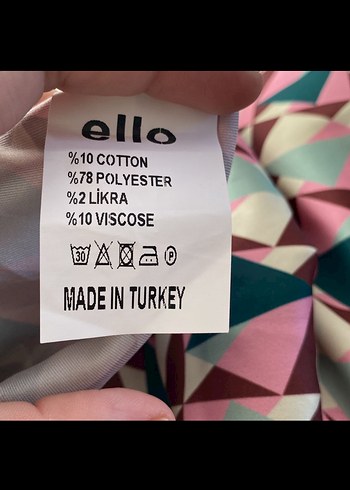 ello
%10 COTTON
%78 POLYESTER
%2 LİKRA
%10 VISCOSE
30 P
MADE IN TURKEY